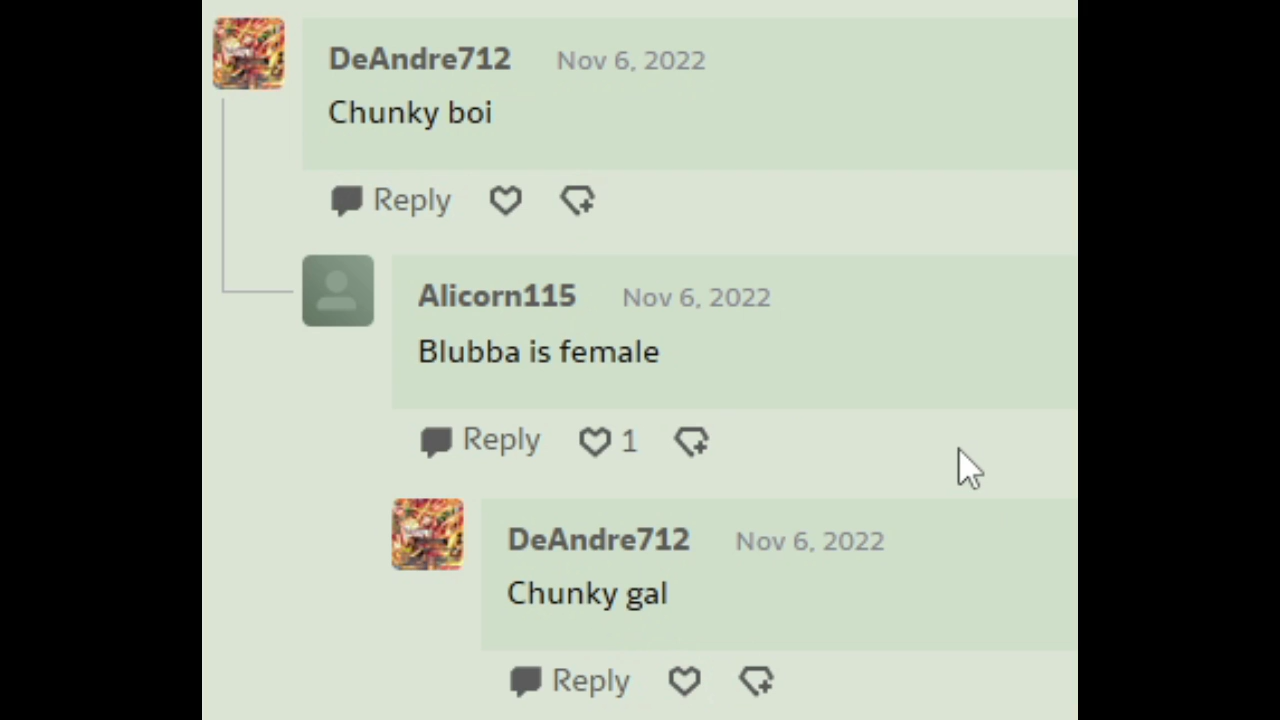 DeAndre712 Nov 6, 2022
Chunky boi
Reply
Alicorn115 Nov 6, 2022
Blubba is female
Reply 1
DeAndre712 Nov 6, 2022
Chunky gal
Reply